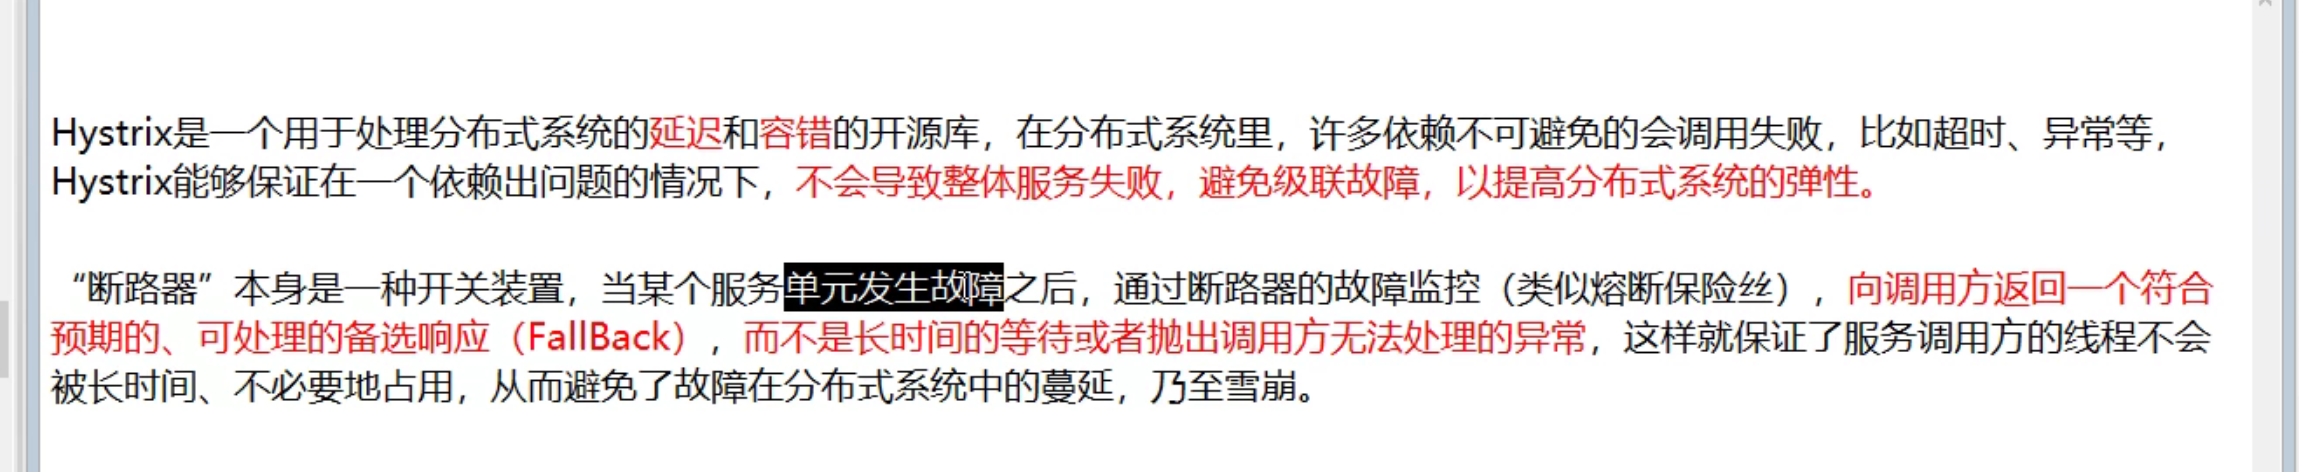 Hystrix是一个用于处理分布式系统的延迟和容错的开源库，在分布式系统里，许多依赖不可避免的会调用失败，比如超时、异常等，
Hystrix能够保证在一个依赖出问题的情况下，不会导致整体服务失败，避免级联故障，以提高分布式系统的弹性。
“断路器”本身是一种开关装置，当某个服务单元发生故障之后，通过断路器的故障监控（类似熔断保险丝），向调用方返回一个符合
预期的、可处理的备选响应（FallBack），而不是长时间的等待或者抛出调用方无法处理的异常，这样就保证了服务调用方的线程不会
被长时间、不必要地占用，从而避免了故障在分布式系统中的蔓延，乃至雪崩。